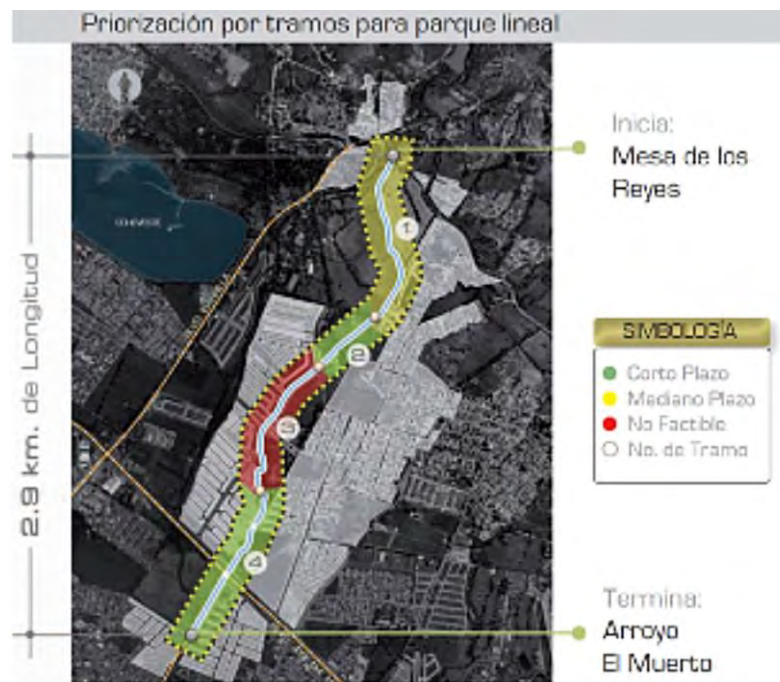 Priorización por tramos para parque lineal
Inicia:
Mesa de los
Reyes
1
2.9 km. de Longitud
2
SIMBOLOGÍA
Corto Plazo
Mediano Plazo
No Factible
No. de Tramo
3
4
Termina:
Arroyo
El Muerto